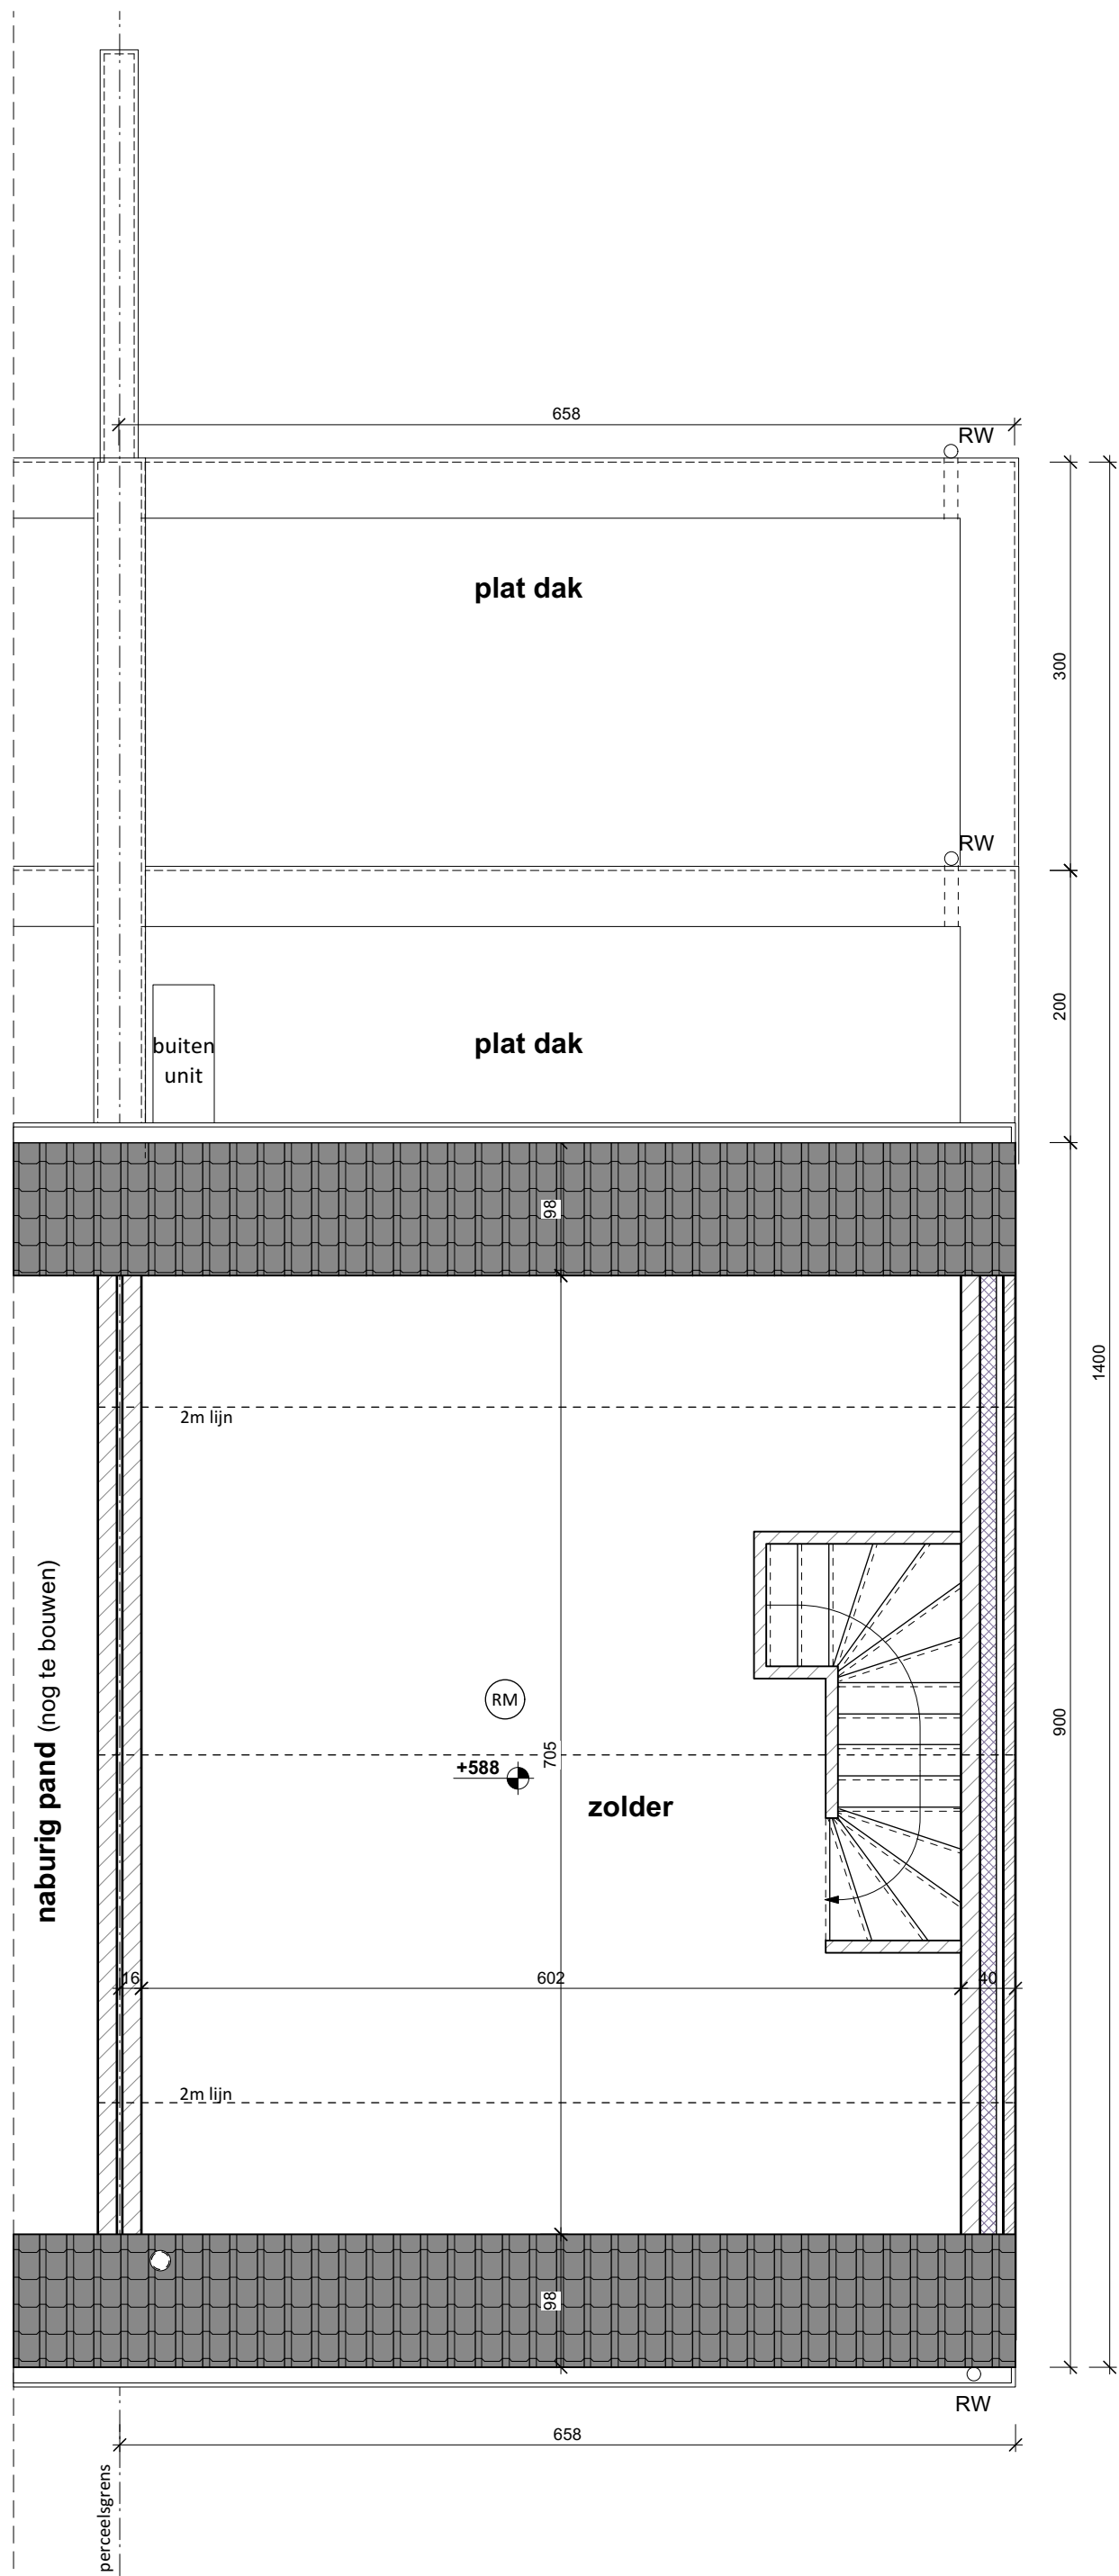 658
RW
plat dak
300
RW
1400
200
plat dak
buiten
unit
98
2m lijn
naburig pand (nog te bouwen)
RM
705
900
+588
zolder
16
602
40
2m lijn
98
RW
658
perceelsgrens